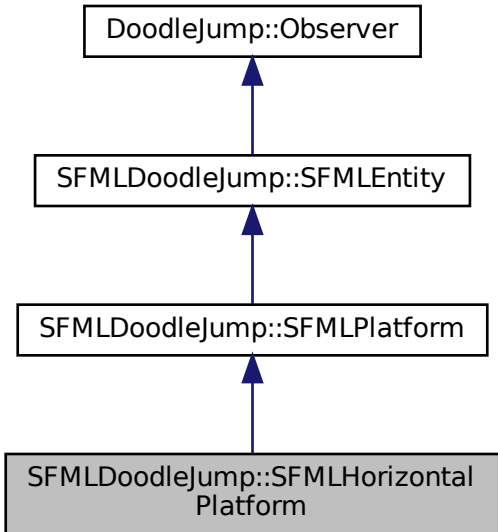 DoodleJump::Observer
SFMLDoodleJump::SFMLEntity
SFMLDoodleJump::SFMLPlatform
SFMLDoodleJump::SFMLHorizontal
Platform